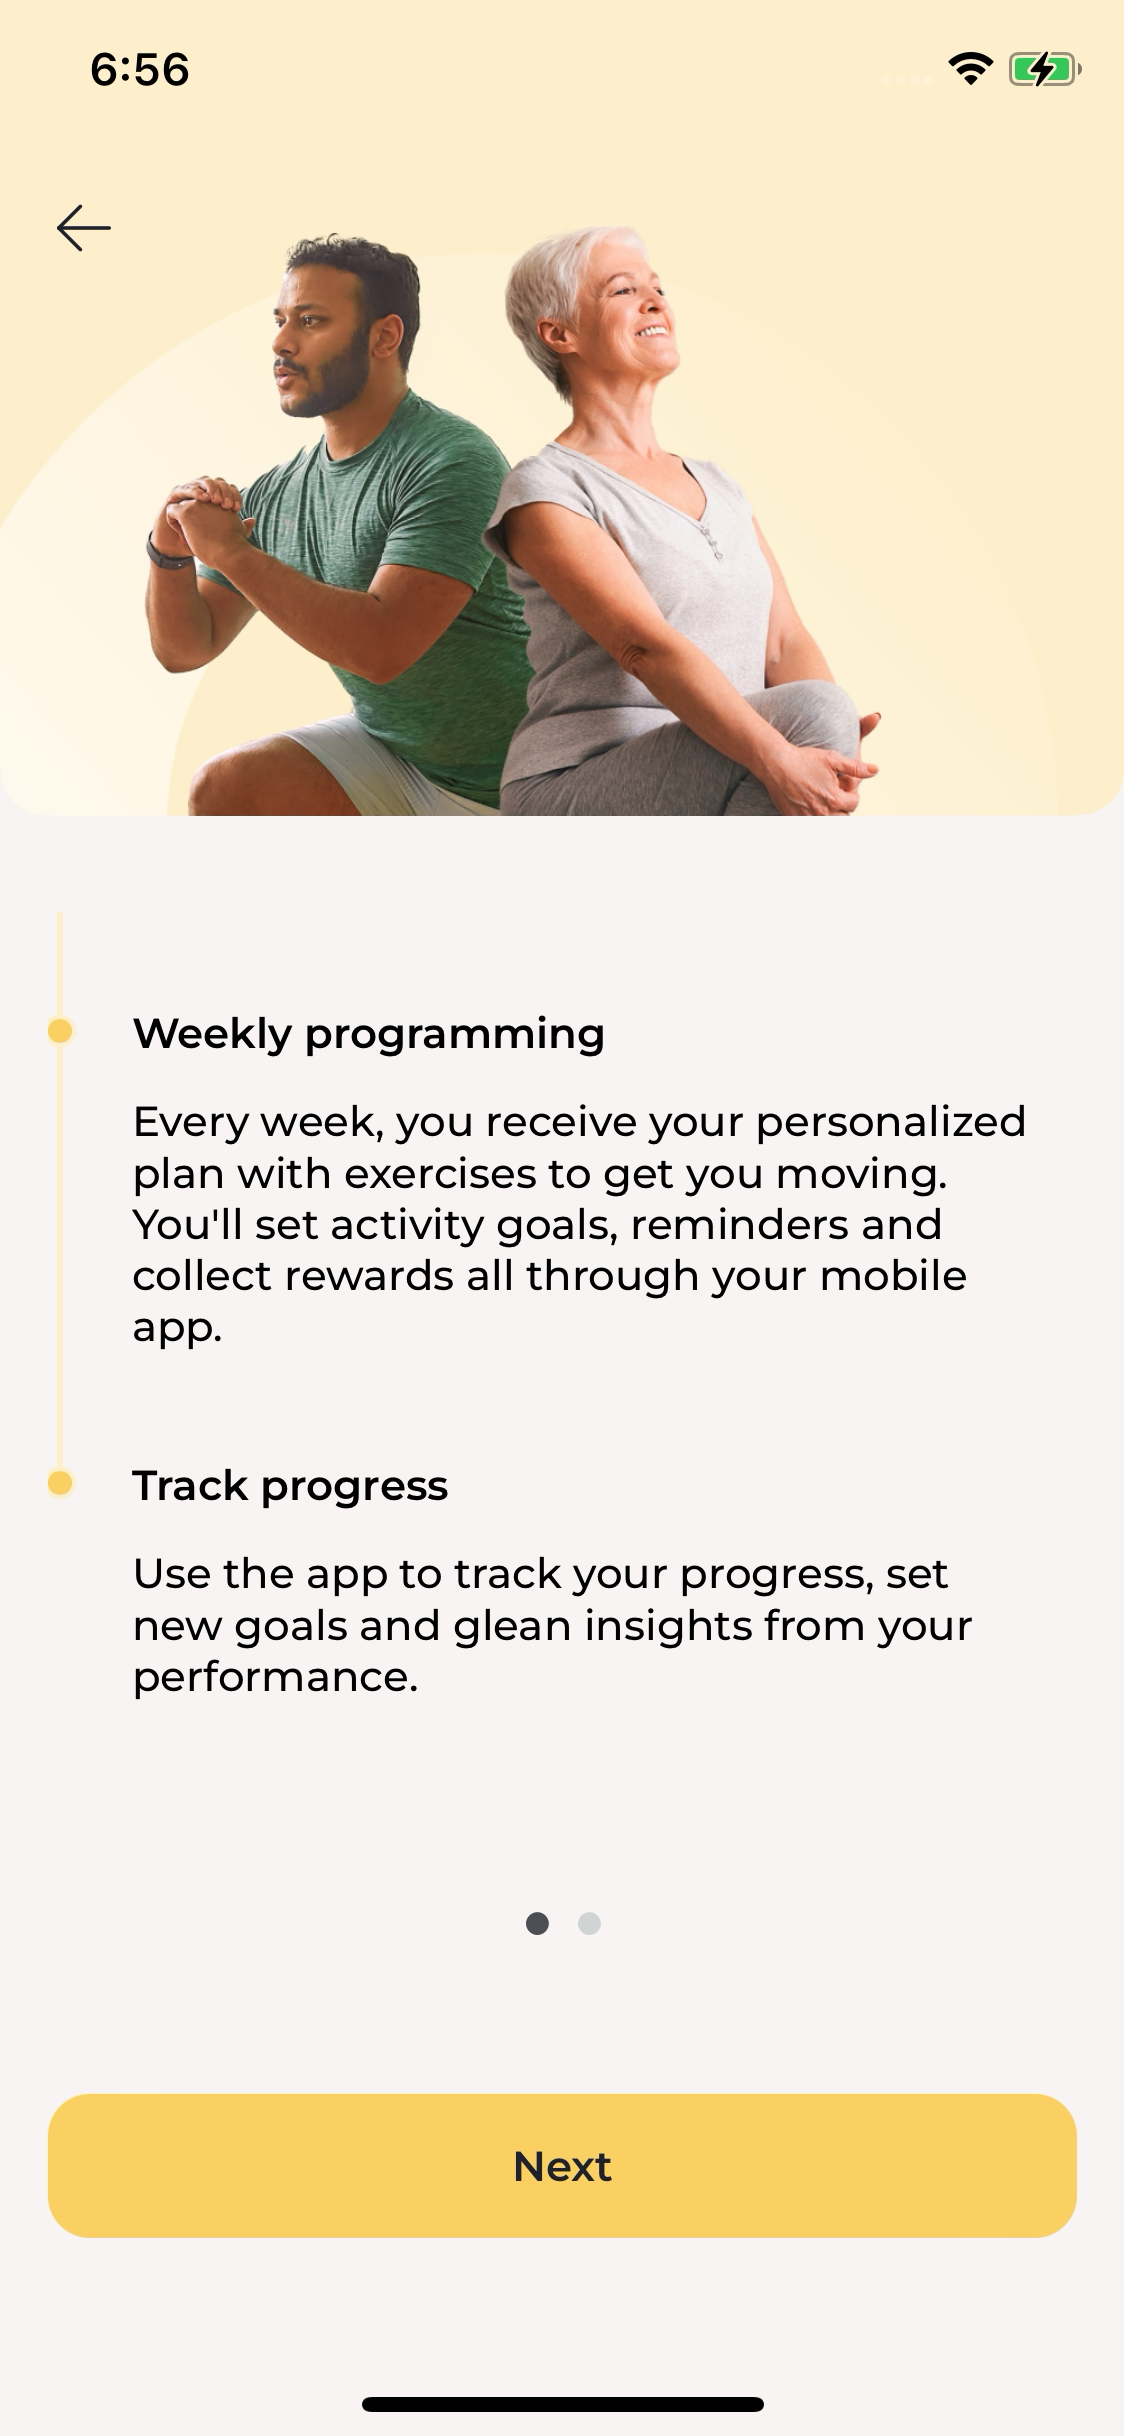 6:56
Weekly programming
Every week, you receive your personalized
plan with exercises to get you moving.
You'll set activity goals, reminders and
collect rewards all through your mobile
app.
Track progress
Use the app to track your progress, set
new goals and glean insights from your
performance.
Next